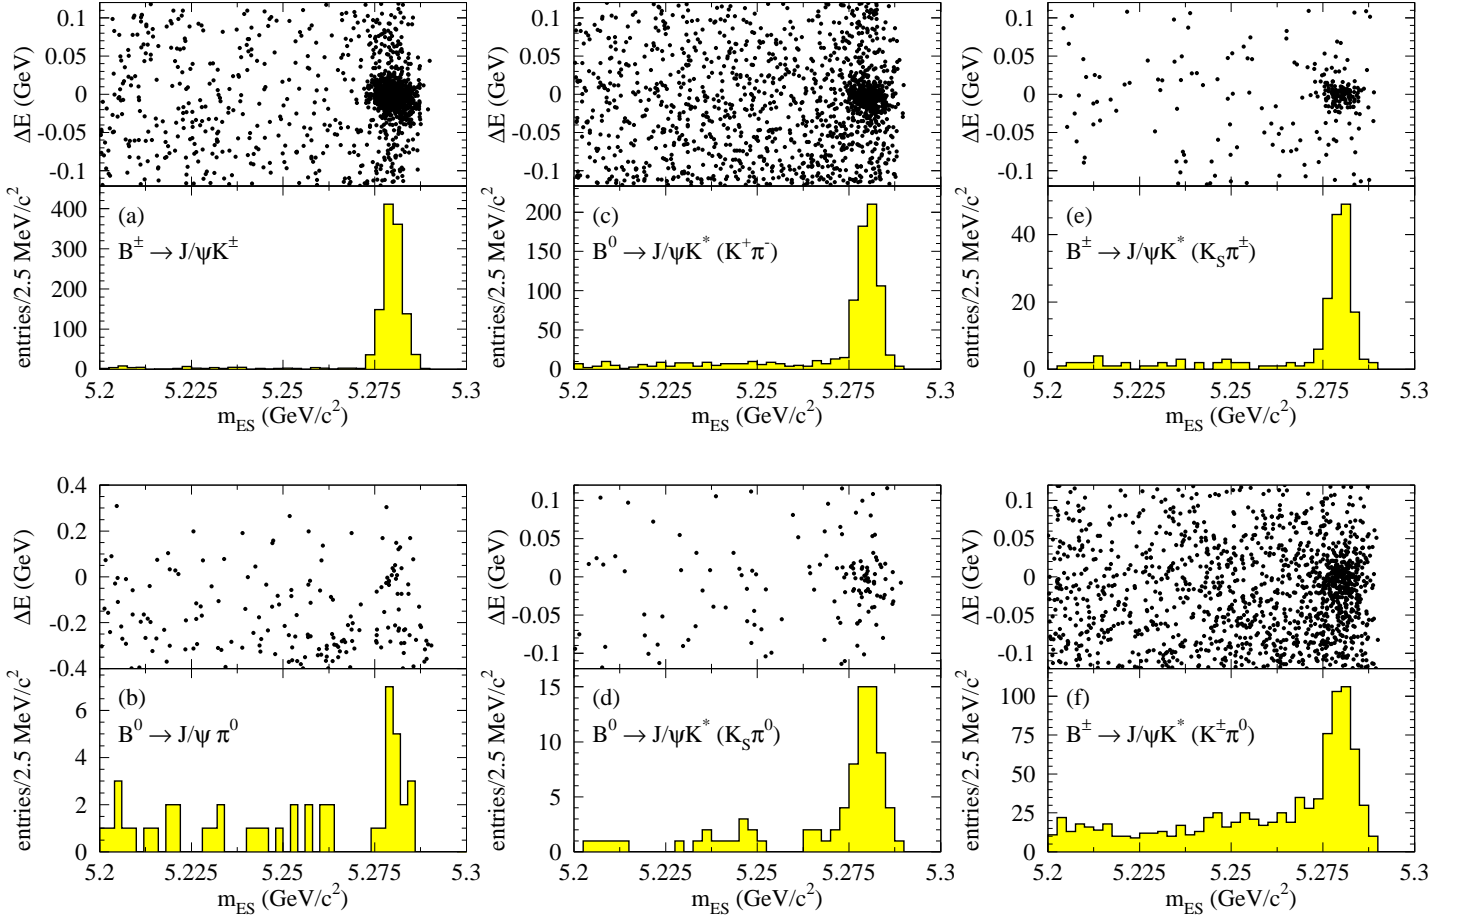 ΔE (GeV)
0.1
0.05
0
-0.05
-0.1
entries/2.5 MeV/c²
400
300
200
100
0
(a)
B± → J/ψK±
5.2 5.225 5.25 5.275 5.3
m_ES (GeV/c²)
ΔE (GeV)
0.1
0.05
0
-0.05
-0.1
entries/2.5 MeV/c²
200
150
100
50
0
(c)
B⁰ → J/ψK* (K⁺π⁻)
5.2 5.225 5.25 5.275 5.3
m_ES (GeV/c²)
ΔE (GeV)
0.1
0.05
0
-0.05
-0.1
entries/2.5 MeV/c²
40
20
0
(e)
B± → J/ψK* (K_Sπ±)
5.2 5.225 5.25 5.275 5.3
m_ES (GeV/c²)
ΔE (GeV)
0.4
0.2
0
-0.2
-0.4
entries/2.5 MeV/c²
6
4
2
0
(b)
B⁰ → J/ψ π⁰
5.2 5.225 5.25 5.275 5.3
m_ES (GeV/c²)
ΔE (GeV)
0.1
0.05
0
-0.05
-0.1
entries/2.5 MeV/c²
15
10
5
0
(d)
B⁰ → J/ψK* (K_Sπ⁰)
5.2 5.225 5.25 5.275 5.3
m_ES (GeV/c²)
ΔE (GeV)
0.1
0.05
0
-0.05
-0.1
entries/2.5 MeV/c²
100
75
50
25
0
(f)
B± → J/ψK* (K±π⁰)
5.2 5.225 5.25 5.275 5.3
m_ES (GeV/c²)